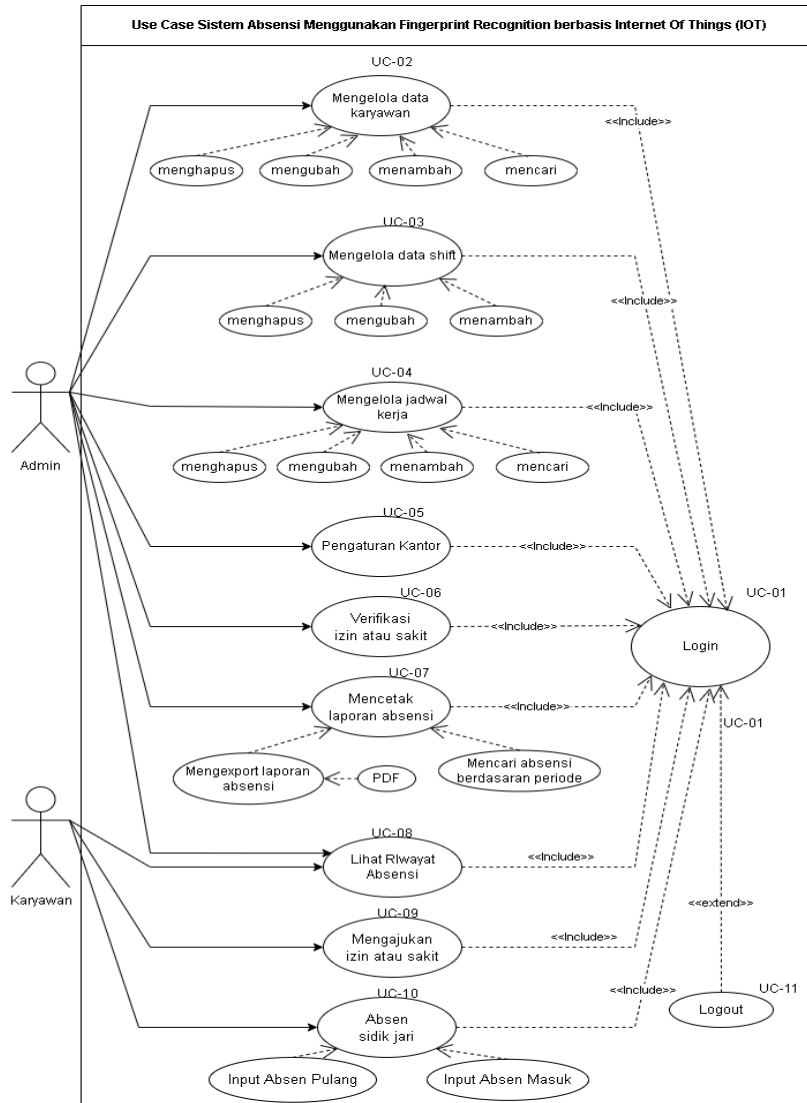 Use Case Sistem Absensi Menggunakan Fingerprint Recognition berbasis Internet Of Things (IOT)
UC-02
Mengelola data
karyawan
<<Include>>
menghapus
mengubah
menambah
mencari
UC-03
Mengelola data shift
<<Include>>
menghapus
mengubah
menambah
UC-04
Mengelola jadwal
kerja
<<Include>>
menghapus
mengubah
menambah
mencari
Admin
UC-05
Pengaturan Kantor
<<Include>>
UC-06
Verifikasi
izin atau sakit
<<Include>>
UC-01
Login
UC-07
Mencetak
laporan absensi
<<Include>>
UC-01
Mengexport laporan
absensi
PDF
Mencari absensi
berdasaran periode
UC-08
Lihat RIwayat
Absensi
<<Include>>
Karyawan
UC-09
Mengajukan
izin atau sakit
<<Include>>
<<extend>>
UC-10
Absen
sidik jari
<<Include>>
UC-11
Logout
Input Absen Pulang
Input Absen Masuk